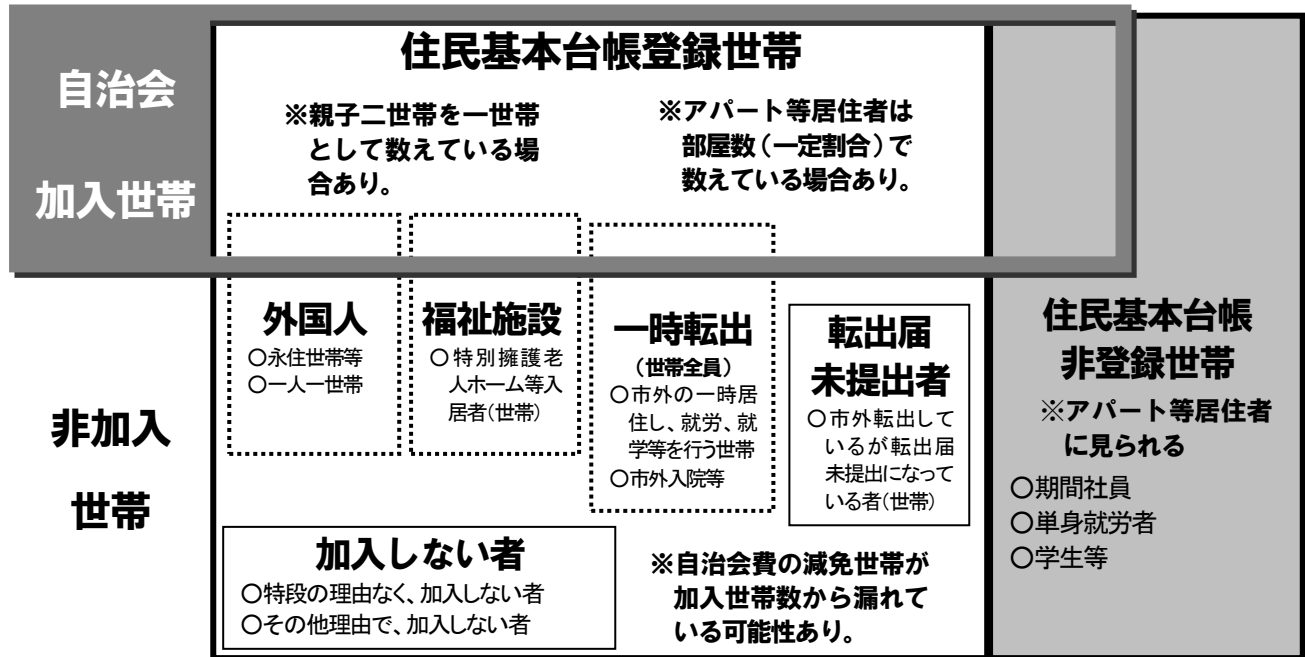 自治会
加入世帯
住民基本台帳登録世帯
※親子二世帯を一世帯
として数えている場
合あり。
※アパート等居住者は
部屋数(一定割合)で
数えている場合あり。
非加入
世帯
外国人
○永住世帯等
○一人一世帯
福祉施設
○特別擁護老
人ホーム等入
居者(世帯)
一時転出
(世帯全員)
○市外の一時居
住し、就労、就
学等を行う世帯
○市外入院等
転出届
未提出者
○市外転出して
いるが転出届
未提出になって
いる者(世帯)
加入しない者
○特段の理由なく、加入しない者
○その他理由で、加入しない者
※自治会費の減免世帯が
加入世帯数から漏れて
いる可能性あり。
住民基本台帳
非登録世帯
※アパート等居住者
に見られる
○期間社員
○単身就労者
○学生等